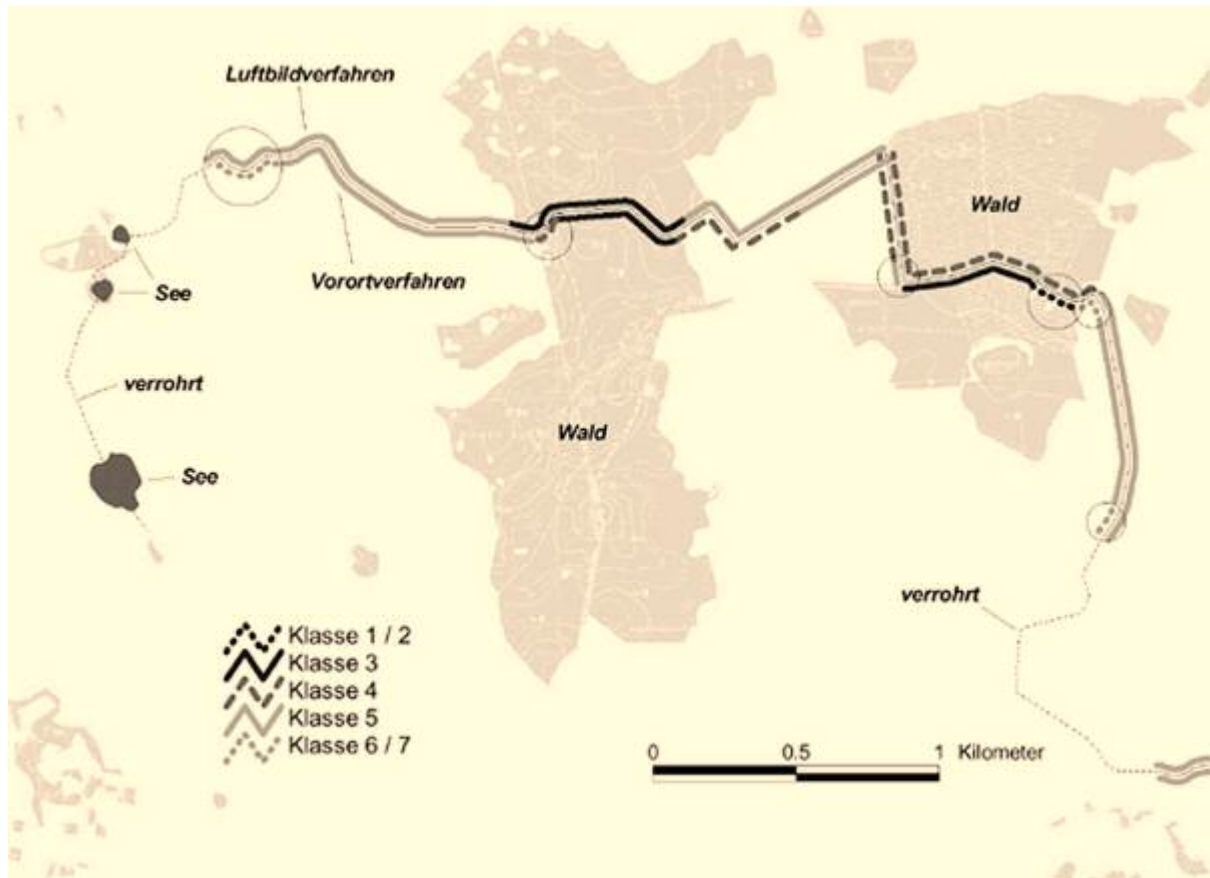 Luftbildverfahren
Wald
Vorortverfahren
See
verrohrt
Wald
See
verrohrt
Klasse 1 / 2
Klasse 3
Klasse 4
Klasse 5
Klasse 6 / 7
0 0.5 1 Kilometer